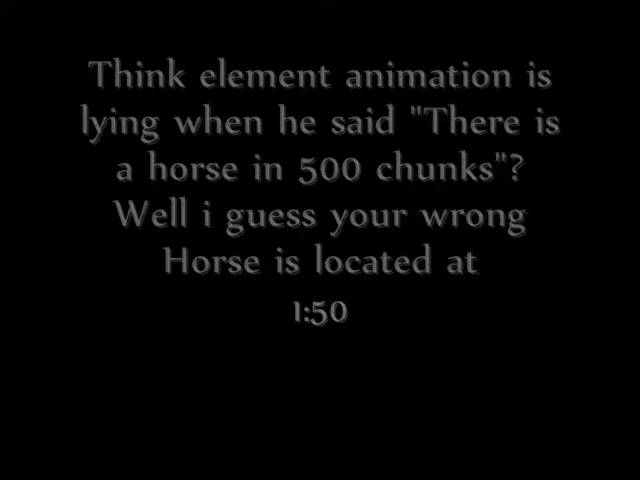 Think element animation is
lying when he said "There is
a horse in 500 chunks"?
Well i guess your wrong
Horse is located at
1:50